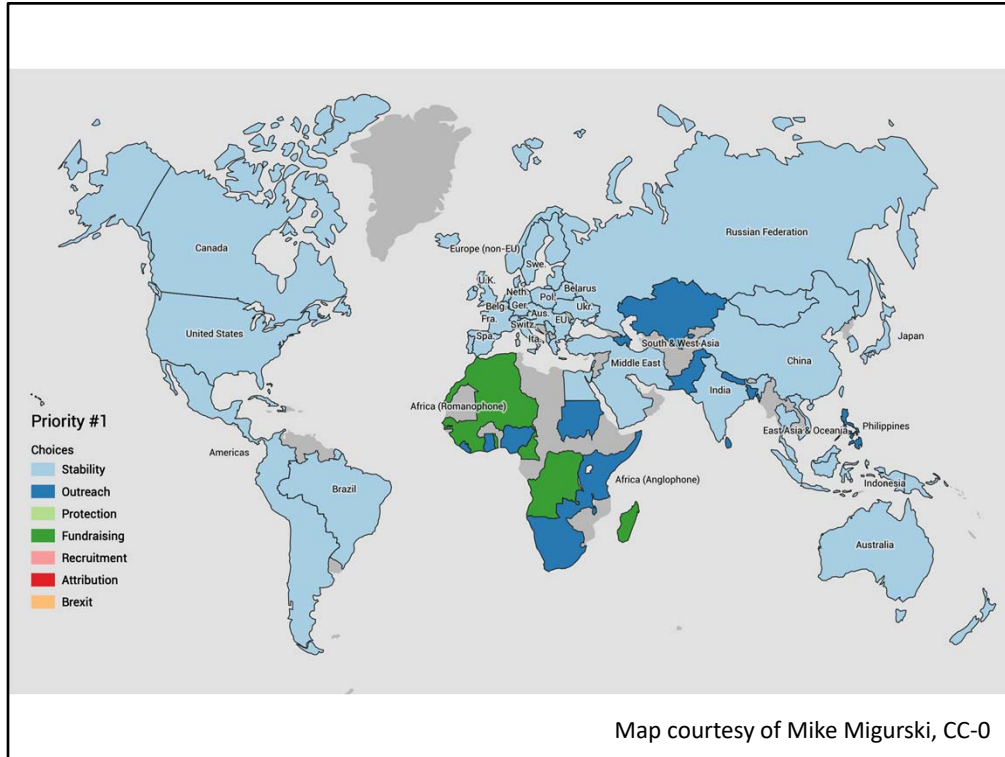 Canada
Russian Federation
Europe (non-EU)
Swe.
U.K.
Belarus
Neth.
Pol.
Belg.
Ger.
Ukr.
Fra.
Aus.
EU
Switz.
United States
Spa.
Ita.
Japan
South & West Asia
Middle East
China
India
Africa (Romanophone)
Priority #1
Philippines
East Asia & Oceania
Choices
Americas
Stability
Africa (Anglophone)
Indonesia
Brazil
Outreach
Protection
Fundraising
Australia
Recruitment
Attribution
Brexit
Map courtesy of Mike Migurski, CC-0